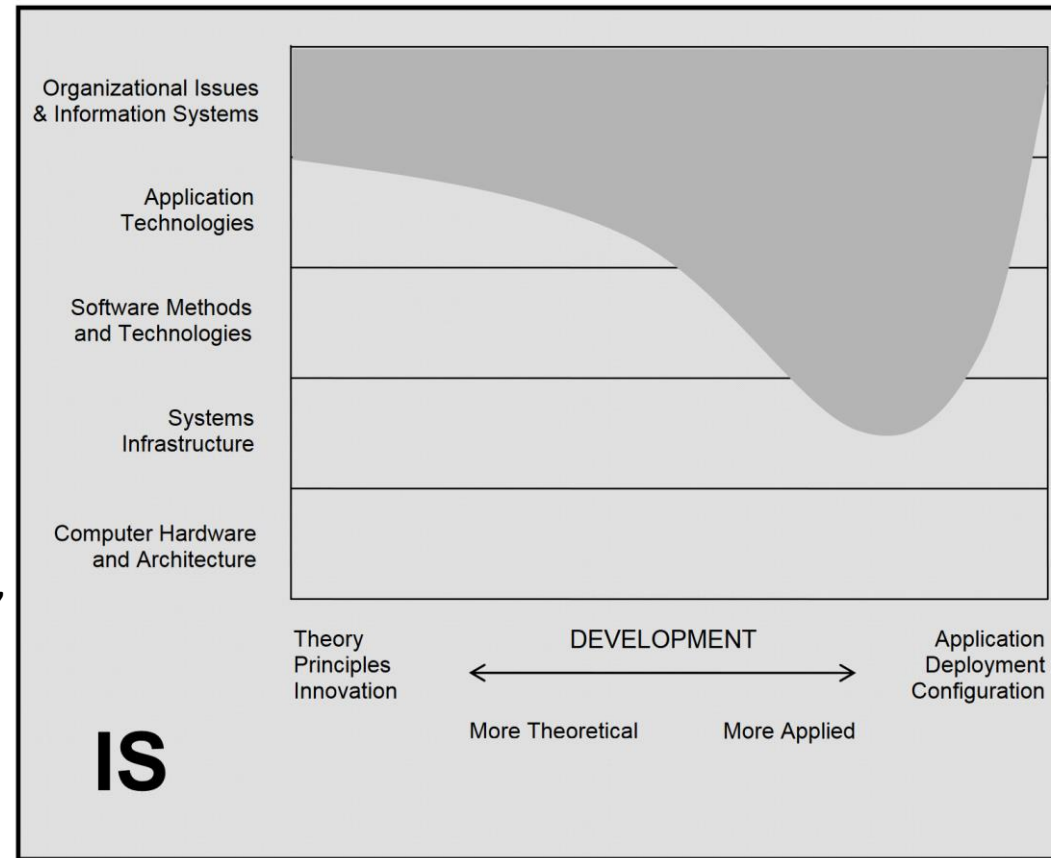 Organizational Issues
& Information Systems
Application
Technologies
Software Methods
and Technologies
Systems
Infrastructure
Computer Hardware
and Architecture
,
Theory
Principles
Innovation
DEVELOPMENT
Application
Deployment
Configuration
More Theoretical
More Applied
IS